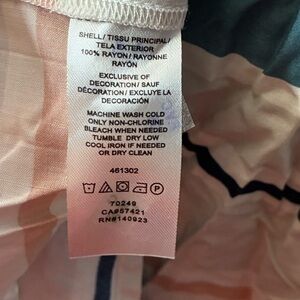 SHELL/TISSU PRINCIPAL/
TELA EXTERIOR
100% RAYON/RAYONNE
RAYÓN
EXCLUSIVE OF
DECORATION/SAUF
DÉCORATION/EXCLUYE LA
DECORACIÓN
MACHINE WASH COLD
ONLY NON-CHLORINE
BLEACH WHEN NEEDED
TUMBLE DRY LOW
COOL IRON IF NEEDED
OR DRY CLEAN
461302
P
70249
CA#57421
RN#140923